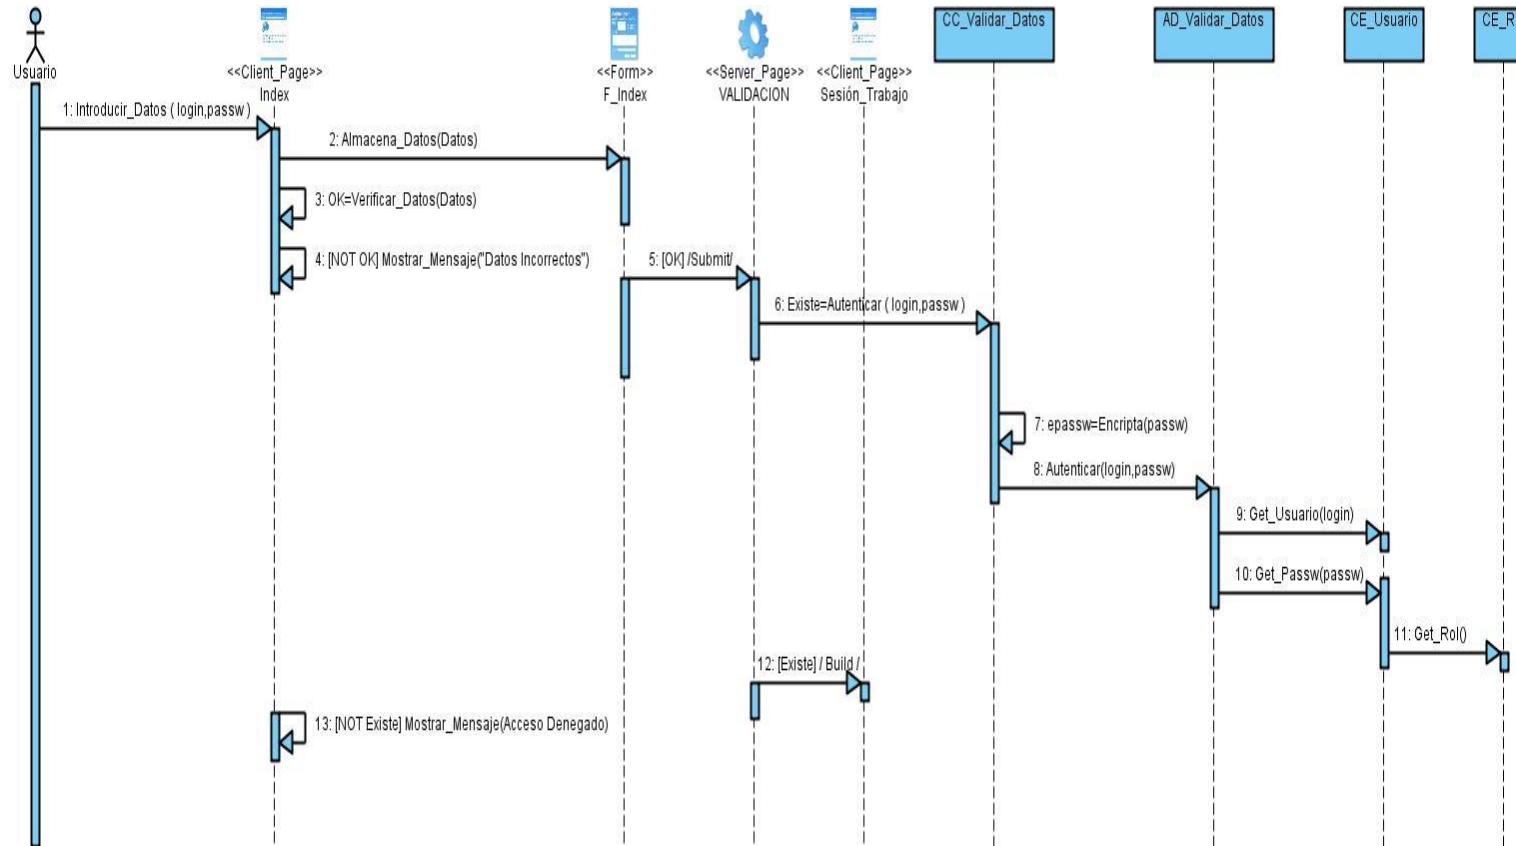 Usuario
<<Client_Page>>
Index
<<Form>>
F_Index
<<Server_Page>>
VALIDACION
<<Client_Page>>
Sesión_Trabajo
CC_Validar_Datos
AD_Validar_Datos
CE_Usuario
CE_R
1: Introducir_Datos ( login,passw )
2: Almacena_Datos(Datos)
3: OK=Verificar_Datos(Datos)
4: [NOT OK] Mostrar_Mensaje("Datos Incorrectos")
5: [OK] /Submit/
6: Existe=Autenticar ( login,passw )
7: epassw=Encripta(passw)
8: Autenticar(login,passw)
9: Get_Usuario(login)
10: Get_Passw(passw)
11: Get_Rol()
12: [Existe] / Build /
13: [NOT Existe] Mostrar_Mensaje(Acceso Denegado)